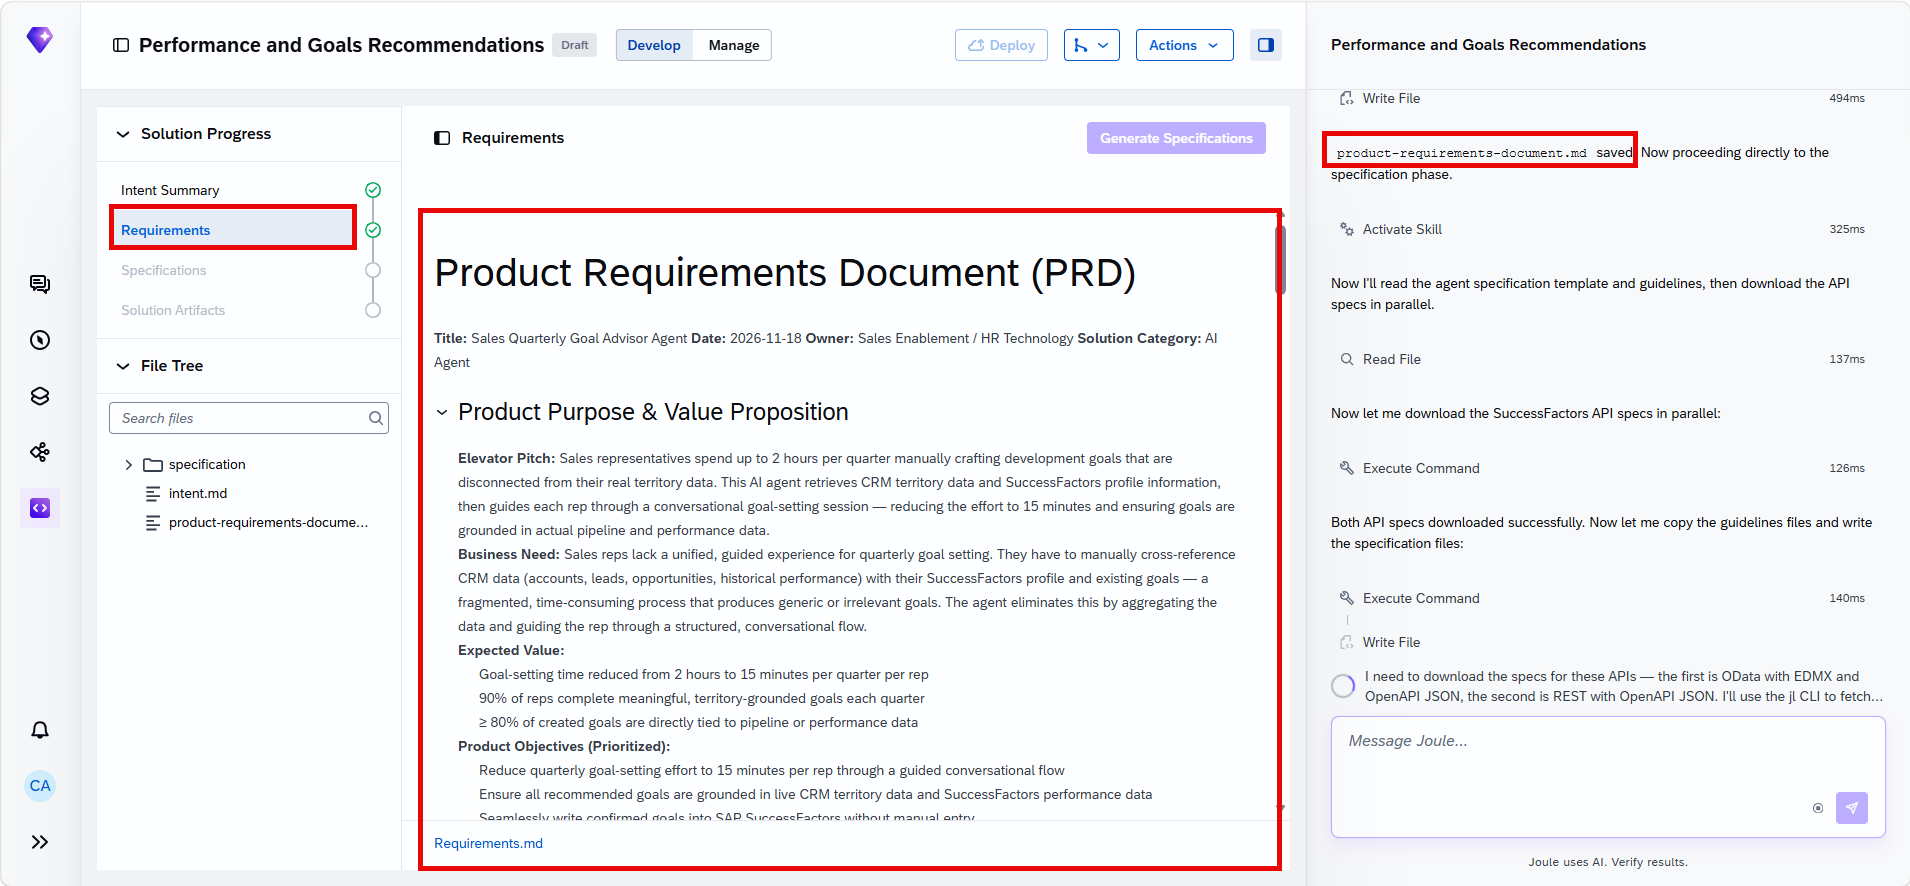 Performance and Goals Recommendations
Draft
Develop
Manage
Deploy
Actions
Solution Progress
Intent Summary
Requirements
Specifications
Solution Artifacts
File Tree
Search files
specification
intent.md
product-requirements-docume...
CA
Requirements
Generate Specifications
Product Requirements Document (PRD)
Title: Sales Quarterly Goal Advisor Agent Date: 2026-11-18 Owner: Sales Enablement / HR Technology Solution Category: AI
Agent
Product Purpose & Value Proposition
Elevator Pitch: Sales representatives spend up to 2 hours per quarter manually crafting development goals that are
disconnected from their real territory data. This AI agent retrieves CRM territory data and SuccessFactors profile information,
then guides each rep through a conversational goal-setting session — reducing the effort to 15 minutes and ensuring goals are
grounded in actual pipeline and performance data.
Business Need: Sales reps lack a unified, guided experience for quarterly goal setting. They have to manually cross-reference
CRM data (accounts, leads, opportunities, historical performance) with their SuccessFactors profile and existing goals — a
fragmented, time-consuming process that produces generic or irrelevant goals. The agent eliminates this by aggregating the
data and guiding the rep through a structured, conversational flow.
Expected Value:
Goal-setting time reduced from 2 hours to 15 minutes per quarter per rep
90% of reps complete meaningful, territory-grounded goals each quarter
≥ 80% of created goals are directly tied to pipeline or performance data
Product Objectives (Prioritized):
Reduce quarterly goal-setting effort to 15 minutes per rep through a guided conversational flow
Ensure all recommended goals are grounded in live CRM territory data and SuccessFactors performance data
Seamlessly write confirmed goals into SAP SuccessFactors without manual entry
Requirements.md
Performance and Goals Recommendations
Write File 494ms
product-requirements-document.md saved Now proceeding directly to the
specification phase.
Activate Skill 325ms
Now I'll read the agent specification template and guidelines, then download the API
specs in parallel.
Read File 137ms
Now let me download the SuccessFactors API specs in parallel:
Execute Command 126ms
Both API specs downloaded successfully. Now let me copy the guidelines files and write
the specification files:
Execute Command 140ms
Write File
I need to download the specs for these APIs — the first is OData with EDMX and
OpenAPI JSON, the second is REST with OpenAPI JSON. I'll use the jl CLI to fetch...
Message Joule...
Joule uses AI. Verify results.